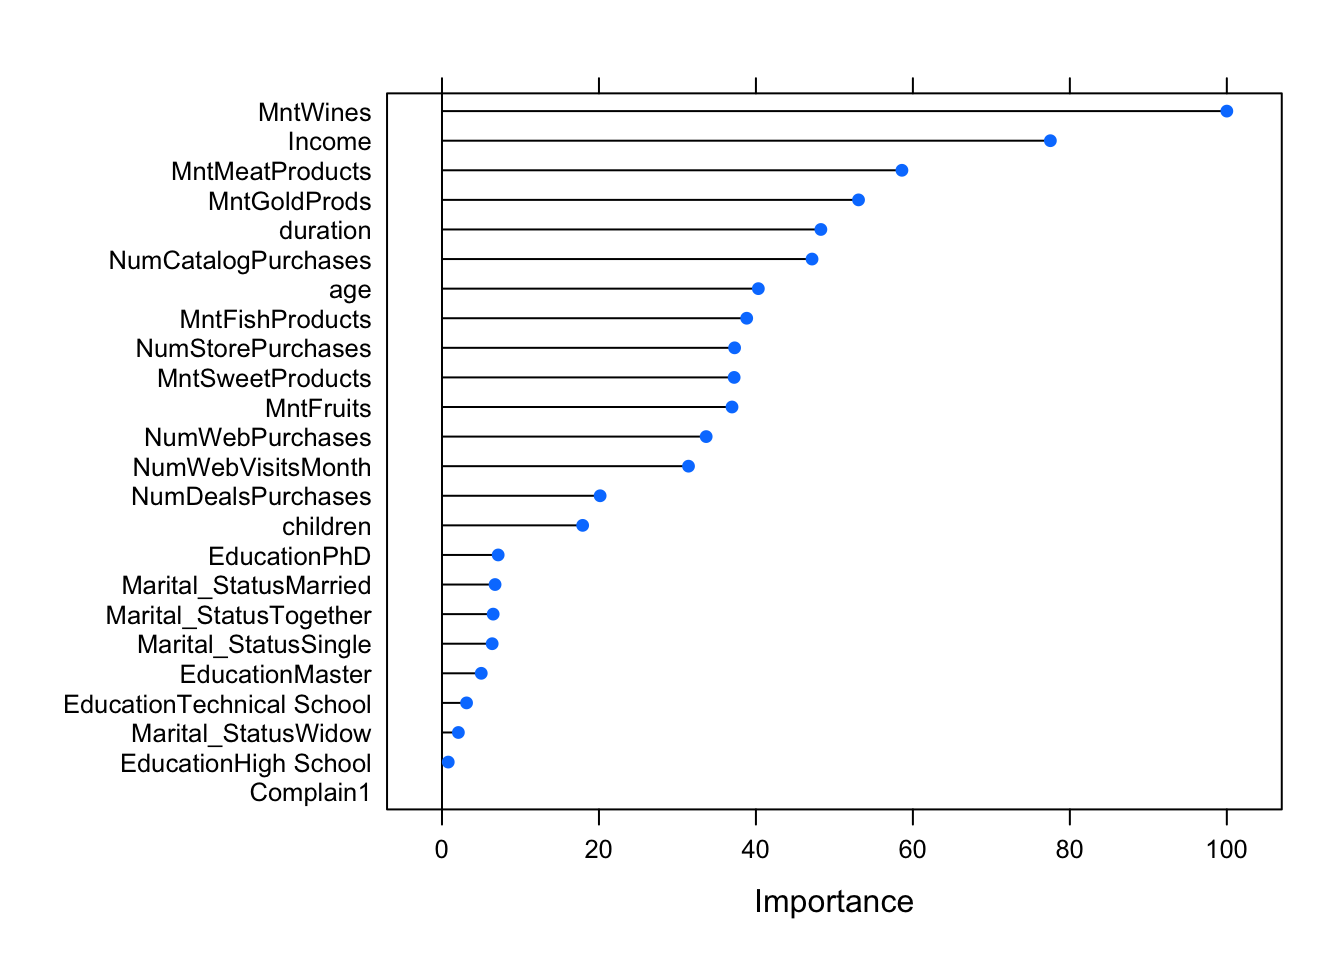 MntWines
Income
MntMeatProducts
MntGoldProds
duration
NumCatalogPurchases
age
MntFishProducts
NumStorePurchases
MntSweetProducts
MntFruits
NumWebPurchases
NumWebVisitsMonth
NumDealsPurchases
children
EducationPhD
Marital_StatusMarried
Marital_StatusTogether
Marital_StatusSingle
EducationMaster
EducationTechnical School
Marital_StatusWidow
EducationHigh School
Complain1
0 20 40 60 80 100
Importance